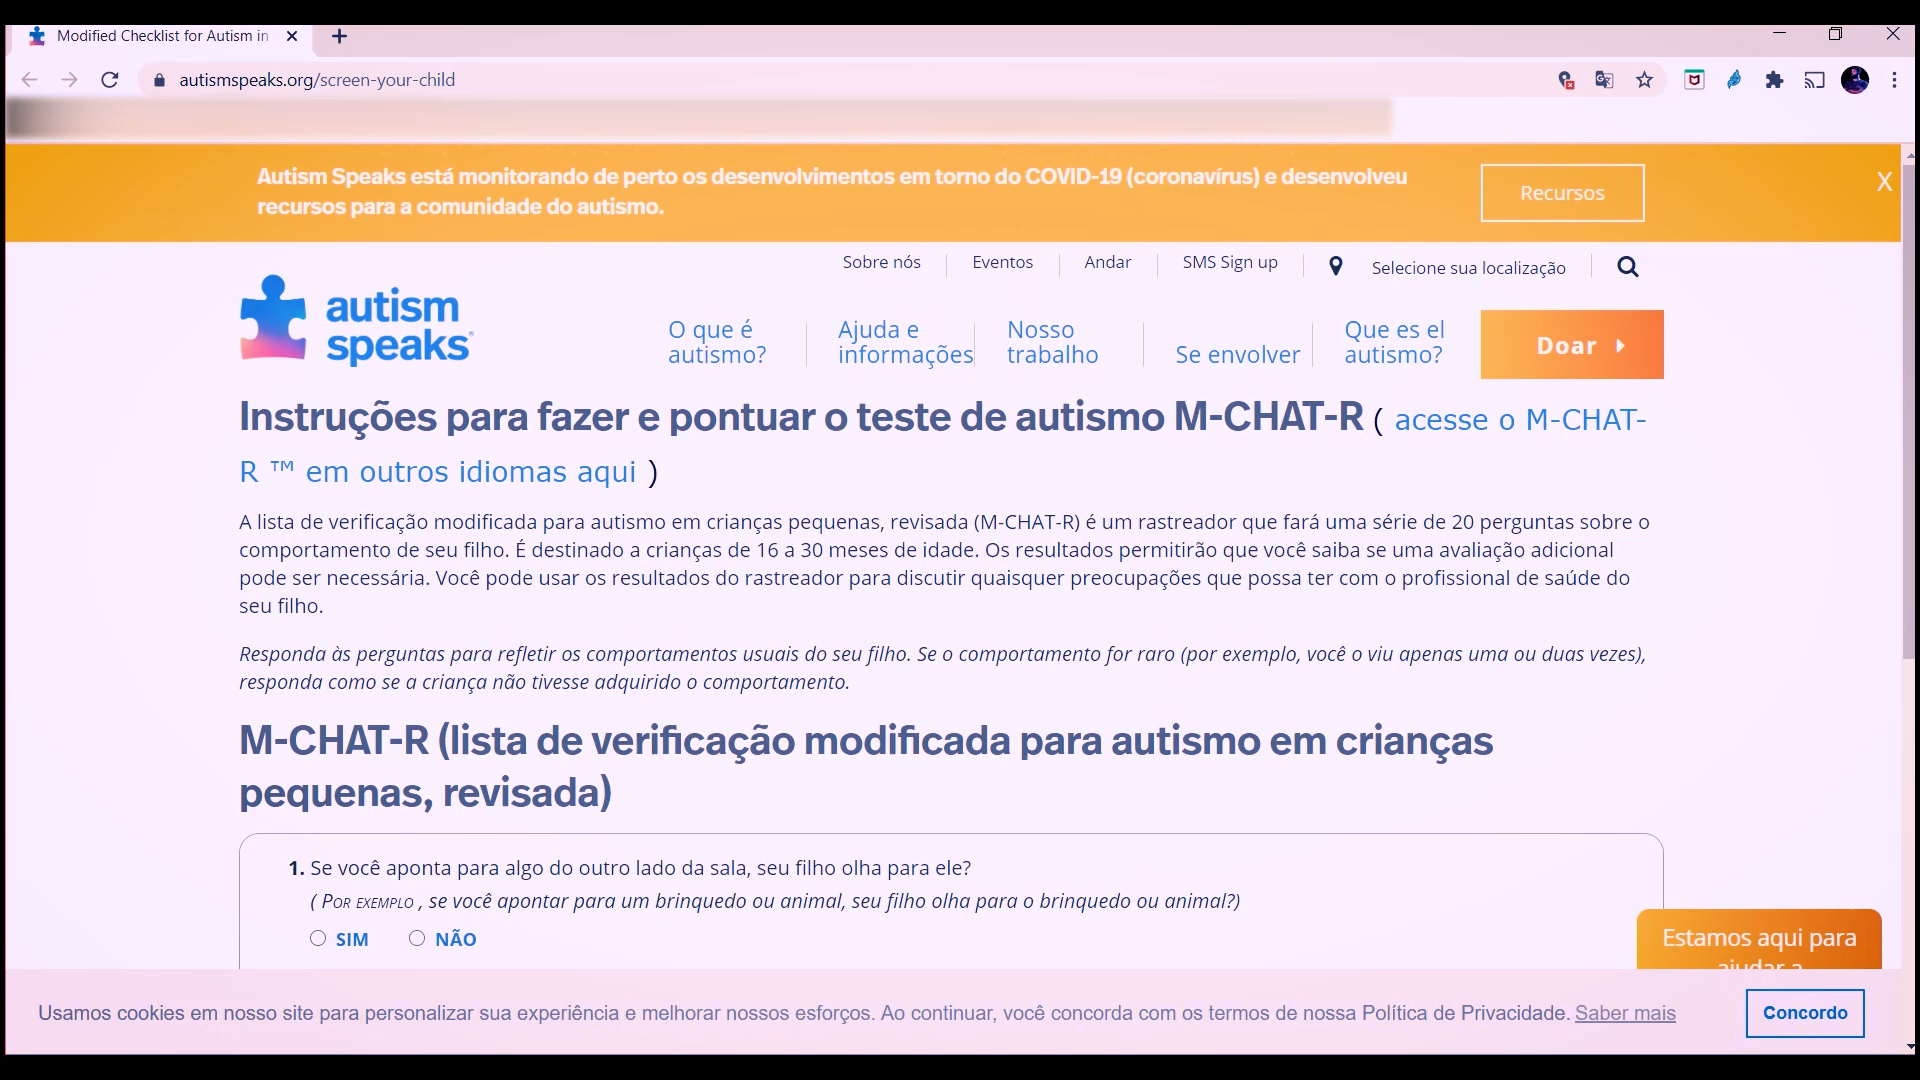 Modified Checklist for Autism in
autismspeaks.org/screen-your-child
Autism Speaks está monitorando de perto os desenvolvimentos em torno do COVID-19 (coronavírus) e desenvolveu
recursos para a comunidade do autismo.
Recursos
X
Sobre nós
Eventos
Andar
SMS Sign up
Selecione sua localização
autism
speaks
O que é
autismo?
Ajuda e
informações
Nosso
trabalho
Se envolver
Que es el
autismo?
Doar
Instruções para fazer e pontuar o teste de autismo M-CHAT-R ( acesse o M-CHAT-
R ™ em outros idiomas aqui )
A lista de verificação modificada para autismo em crianças pequenas, revisada (M-CHAT-R) é um rastreador que fará uma série de 20 perguntas sobre o
comportamento de seu filho. É destinado a crianças de 16 a 30 meses de idade. Os resultados permitirão que você saiba se uma avaliação adicional
pode ser necessária. Você pode usar os resultados do rastreador para discutir quaisquer preocupações que possa ter com o profissional de saúde do
seu filho.
Responda às perguntas para refletir os comportamentos usuais do seu filho. Se o comportamento for raro (por exemplo, você o viu apenas uma ou duas vezes),
responda como se a criança não tivesse adquirido o comportamento.
M-CHAT-R (lista de verificação modificada para autismo em crianças
pequenas, revisada)
1. Se você aponta para algo do outro lado da sala, seu filho olha para ele?
( POR EXEMPLO , se você apontar para um brinquedo ou animal, seu filho olha para o brinquedo ou animal?)
SIM
NÃO
Estamos aqui para
ajudar a
Usamos cookies em nosso site para personalizar sua experiência e melhorar nossos esforços. Ao continuar, você concorda com os termos de nossa Política de Privacidade. Saber mais
Concordo